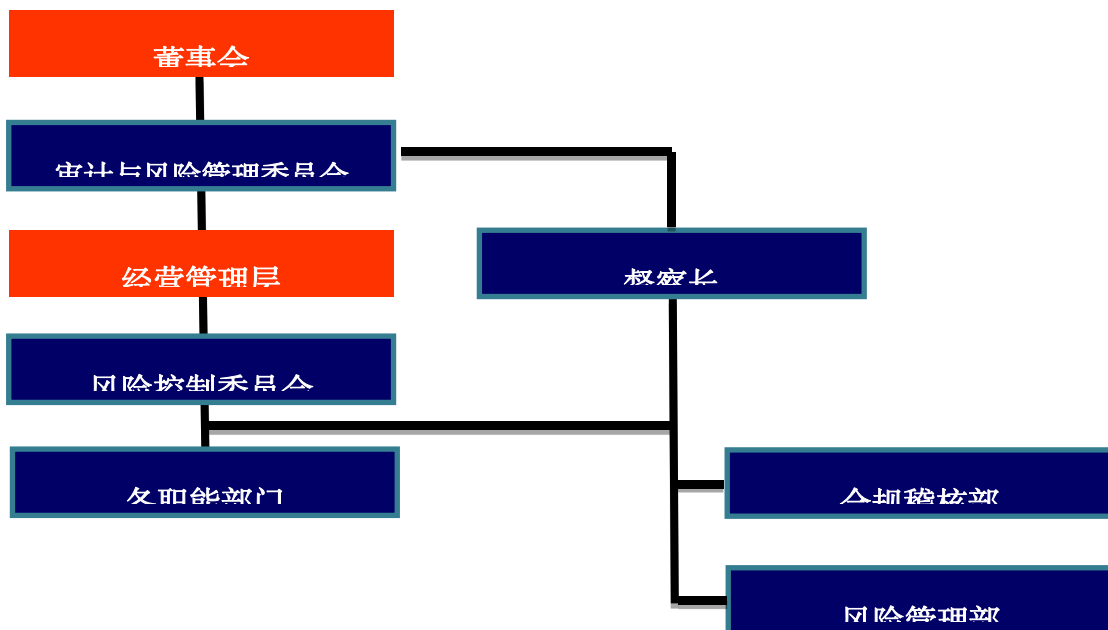 董事会
审计与风险管理委员会
经营管理层
督察长
风险控制委员会
各职能部门
合规稽核部
风险管理部